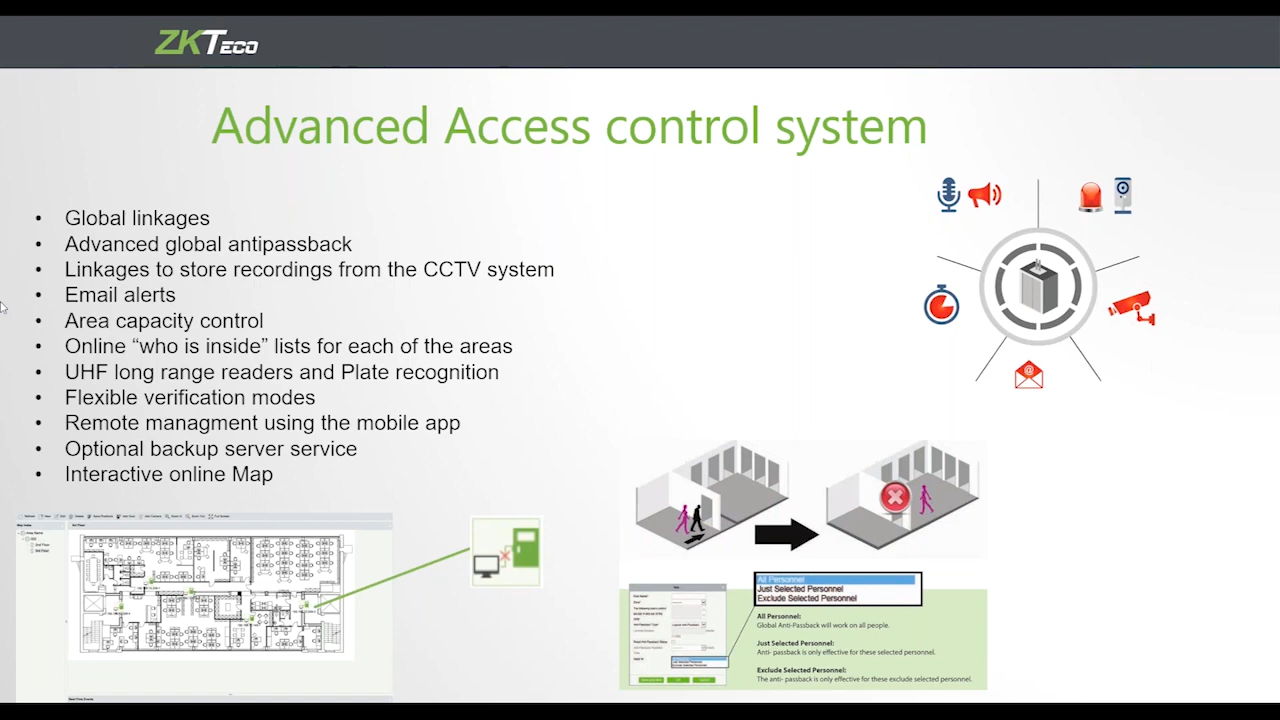 ZKTECO
Advanced Access control system
• Global linkages
• Advanced global antipassback
• Linkages to store recordings from the CCTV system
• Email alerts
• Area capacity control
• Online “who is inside” lists for each of the areas
• UHF long range readers and Plate recognition
• Flexible verification modes
• Remote managment using the mobile app
• Optional backup server service
• Interactive online Map
All Personnel
Just Selected Personnel
Exclude Selected Personnel
All Personnel:
Global Anti-Passback will work on all people.
Just Selected Personnel:
Anti- passback is only effective for these selected personnel.
Exclude Selected Personnel:
The anti- passback is only effective for these exclude selected personnel.